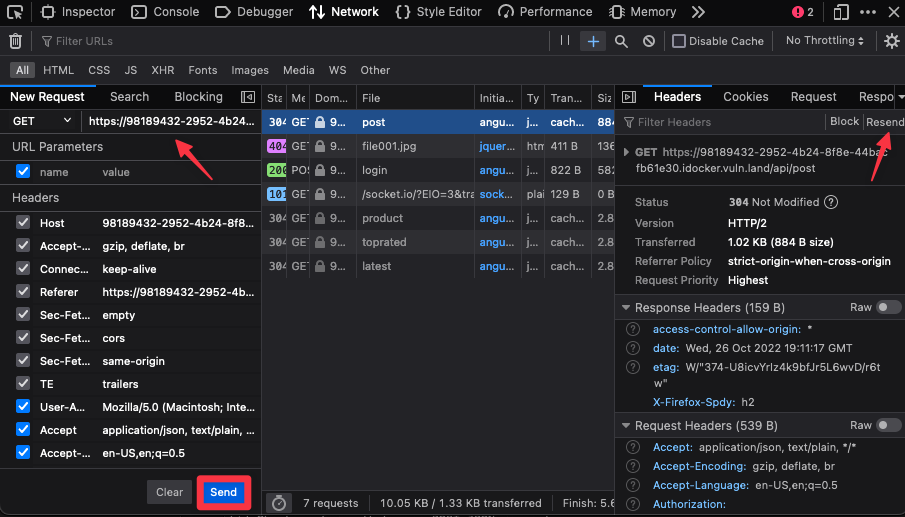 Inspector Console Debugger Network Style Editor Performance Memory 2
Filter URLs Disable Cache No Throttling
All HTML CSS JS XHR Fonts Images Media WS Other
New Request Search Blocking
GET https://98189432-2952-4b24...
URL Parameters
name value
Headers
Host 98189432-2952-4b24-8f8...
Accept-... gzip, deflate, br
Connec... keep-alive
Referer https://98189432-2952-4b...
Sec-Fet... empty
Sec-Fet... cors
Sec-Fet... same-origin
TE trailers
User-A... Mozilla/5.0 (Macintosh; Inte...
Accept application/json, text/plain, ...
Accept-... en-US,en;q=0.5
Clear Send
Sta Me Dom... File Initia... Ty Tran... Siz
304 GET 9... post angu... j... cach... 884
404 GET 9... file001.jpg jquer... htm 411 B 136
200 POS 9... login angu... j... 822 B 582
101 GET 9... /socket.io/?EIO=3&tra sock... plai 129 B 0 B
304 GET 9... product angu... j... cach... 2.8
304 GET 9... toprated angu... j... cach... 2.8
304 GET 9... latest angu... j... cach... 2.8
7 requests 10.05 KB / 1.33 KB transferred Finish: 5.6
Headers Cookies Request Respo
Filter Headers Block Resend
GET https://98189432-2952-4b24-8f8e-44bacfb61e30.idocker.vuln.land/api/post
Status 304 Not Modified
Version HTTP/2
Transferred 1.02 KB (884 B size)
Referrer Policy strict-origin-when-cross-origin
Request Priority Highest
Response Headers (159 B) Raw
access-control-allow-origin: *
date: Wed, 26 Oct 2022 19:11:17 GMT
etag: W/"374-U8icvYrIz4k9bfJr5L6wvD/r6t
w"
X-Firefox-Spdy: h2
Request Headers (539 B) Raw
Accept: application/json, text/plain, */*
Accept-Encoding: gzip, deflate, br
Accept-Language: en-US,en;q=0.5
Authorization: